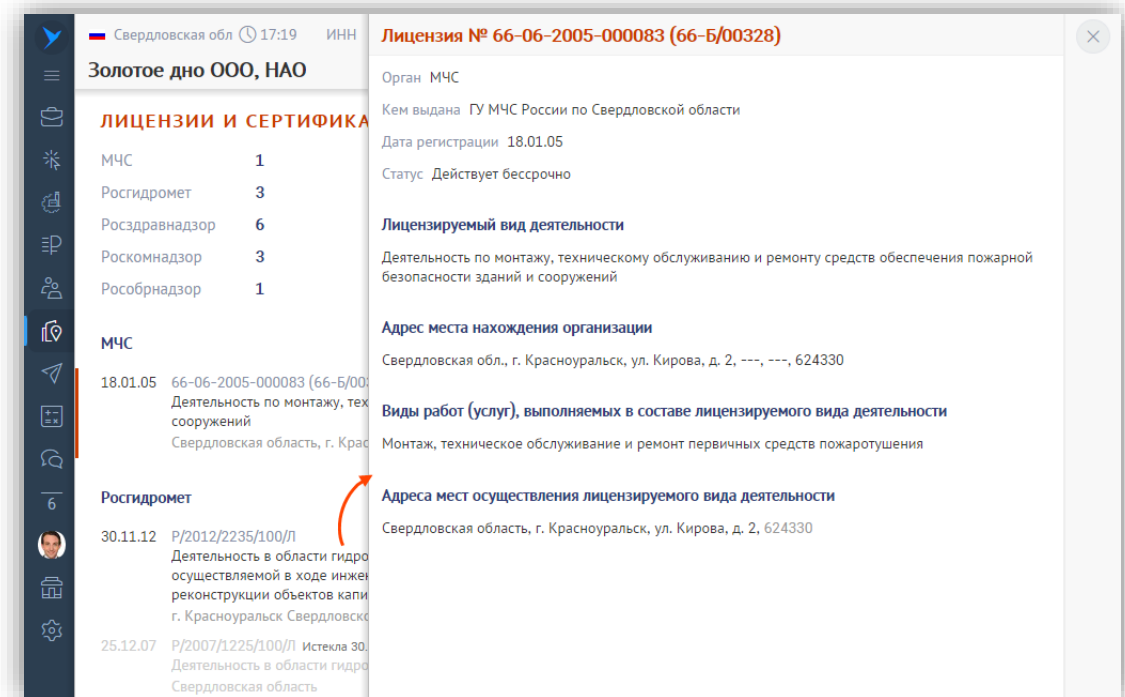 Свердловская обл 17:19 ИНН
Золотое дно ООО, НАО
ЛИЦЕНЗИИ И СЕРТИФИКА
МЧС 1
Росгидромет 3
Росздравнадзор 6
Роскомнадзор 3
Рособрнадзор 1
МЧС
18.01.05 66-06-2005-000083 (66-Б/003
Деятельность по монтажу, тех
сооружений
Свердловская область, г. Крас
Росгидромет
30.11.12 Р/2012/2235/100/Л
Деятельность в области гидро
осуществляемой в ходе инжен
реконструкции объектов капи
г. Красноуральск Свердловско
25.12.07 Р/2007/1225/100/Л Истекла 30.
Деятельность в области гидро
Свердловская область
6
Лицензия № 66-06-2005-000083 (66-Б/00328)
Орган МЧС
Кем выдана ГУ МЧС России по Свердловской области
Дата регистрации 18.01.05
Статус Действует бессрочно
Лицензируемый вид деятельности
Деятельность по монтажу, техническому обслуживанию и ремонту средств обеспечения пожарной
безопасности зданий и сооружений
Адрес места нахождения организации
Свердловская обл., г. Красноуральск, ул. Кирова, д. 2, ---, ---, 624330
Виды работ (услуг), выполняемых в составе лицензируемого вида деятельности
Монтаж, техническое обслуживание и ремонт первичных средств пожаротушения
Адреса мест осуществления лицензируемого вида деятельности
Свердловская область, г. Красноуральск, ул. Кирова, д. 2, 624330